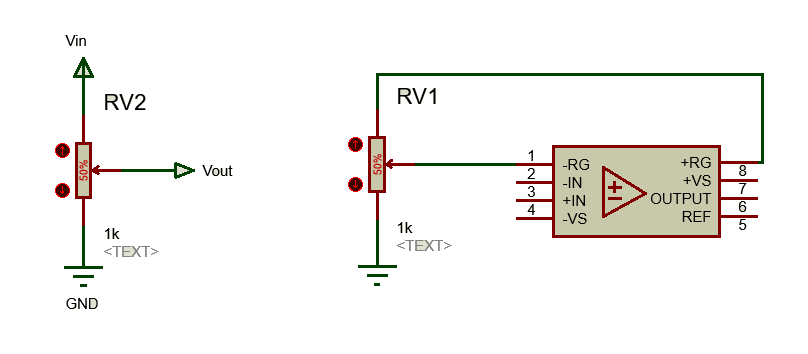 Vin
RV2
50%
Vout
1k
<TEXT>
GND
RV1
50%
1k
<TEXT>
1 -RG
2 -IN
3 +IN
4 -VS
+RG 8
+VS 7
OUTPUT 6
REF 5